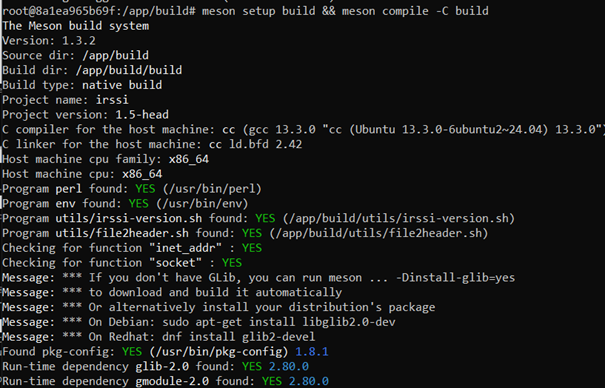 root@8a1ea965b69f:/app/build# meson setup build && meson compile -C build
The Meson build system
Version: 1.3.2
Source dir: /app/build
Build dir: /app/build/build
Build type: native build
Project name: irssi
Project version: 1.5-head
C compiler for the host machine: cc (gcc 13.3.0 "cc (Ubuntu 13.3.0-6ubuntu2~24.04) 13.3.0")
C linker for the host machine: cc ld.bfd 2.42
Host machine cpu family: x86_64
Host machine cpu: x86_64
Program perl found: YES (/usr/bin/perl)
Program env found: YES (/usr/bin/env)
Program utils/irssi-version.sh found: YES (/app/build/utils/irssi-version.sh)
Program utils/file2header.sh found: YES (/app/build/utils/file2header.sh)
Checking for function "inet_addr" : YES
Checking for function "socket" : YES
Message: *** If you don't have GLib, you can run meson ... -Dinstall-glib=yes
Message: *** to download and build it automatically
Message: *** Or alternatively install your distribution's package
Message: *** On Debian: sudo apt-get install libglib2.0-dev
Message: *** On Redhat: dnf install glib2-devel
Found pkg-config: YES (/usr/bin/pkg-config) 1.8.1
Run-time dependency glib-2.0 found: YES 2.80.0
Run-time dependency gmodule-2.0 found: YES 2.80.0